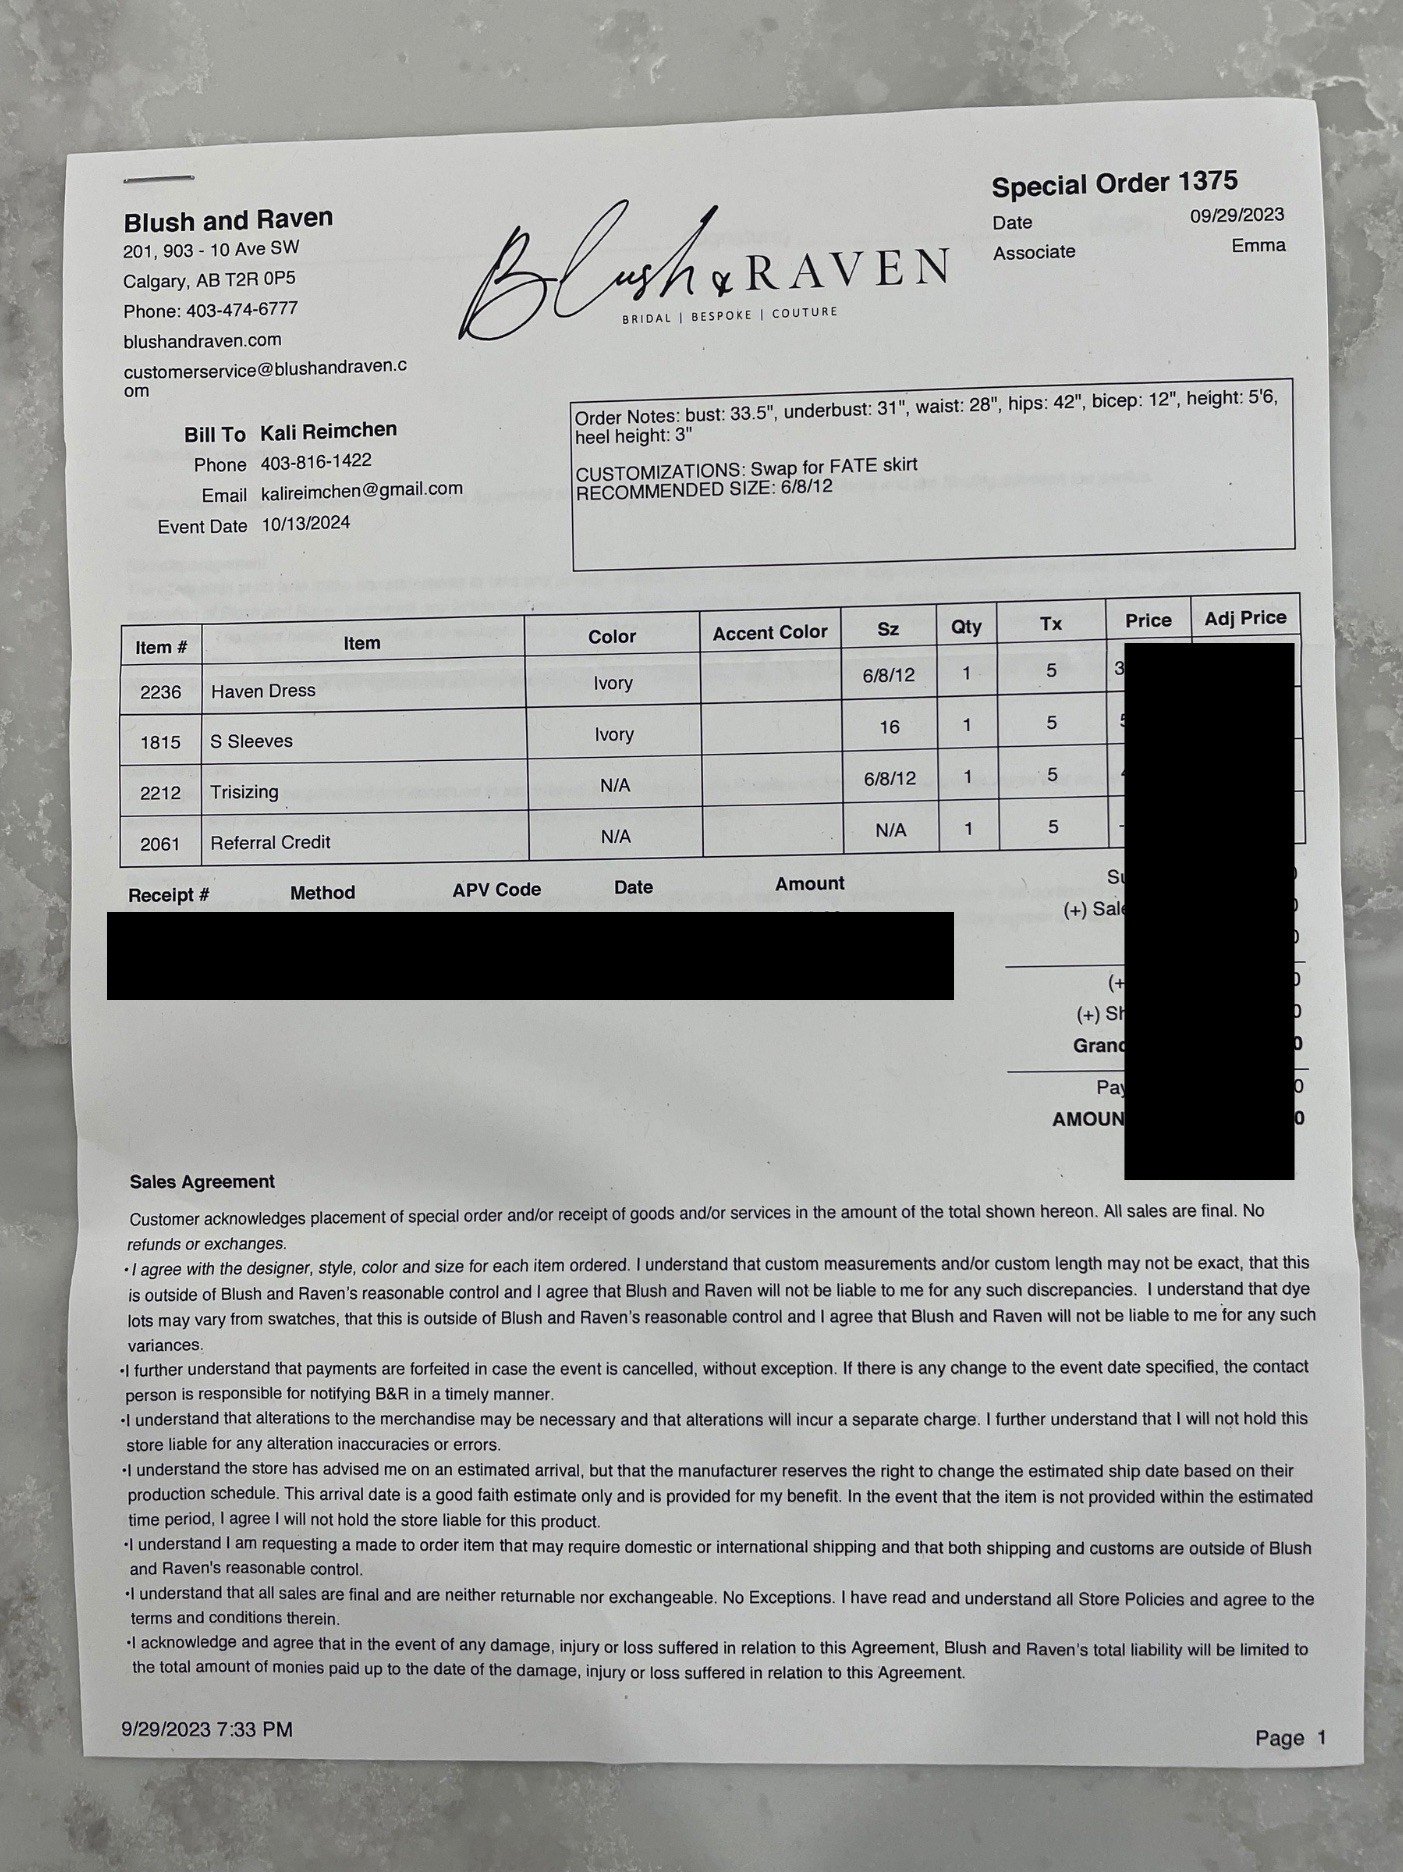 Blush and Raven
201, 903 - 10 Ave SW
Calgary, AB T2R 0P5
Phone: 403-474-6777
blushandraven.com
customerservice@blushandraven.c
om
Blush & RAVEN
BRIDAL | BESPOKE | COUTURE
Special Order 1375
Date 09/29/2023
Associate Emma
Bill To Kali Reimchen
Phone 403-816-1422
Email kalireimchen@gmail.com
Event Date 10/13/2024
Order Notes: bust: 33.5", underbust: 31", waist: 28", hips: 42", bicep: 12", height: 5'6,
heel height: 3"
CUSTOMIZATIONS: Swap for FATE skirt
RECOMMENDED SIZE: 6/8/12
Item # Item Color Accent Color Sz Qty Tx Price Adj Price
2236 Haven Dress Ivory 6/8/12 1 5 3
1815 S Sleeves Ivory 16 1 5
2212 Trisizing N/A 6/8/12 1 5
2061 Referral Credit N/A N/A 1 5 -
Receipt # Method APV Code Date Amount
(+)
(+)
Sales Agreement
Customer acknowledges placement of special order and/or receipt of goods and/or services in the amount of the total shown hereon. All sales are final. No
refunds or exchanges.
•I agree with the designer, style, color and size for each item ordered. I understand that custom measurements and/or custom length may not be exact, that this
is outside of Blush and Raven's reasonable control and I agree that Blush and Raven will not be liable to me for any such discrepancies. I understand that dye
lots may vary from swatches, that this is outside of Blush and Raven's reasonable control and I agree that Blush and Raven will not be liable to me for any such
variances.
•I further understand that payments are forfeited in case the event is cancelled, without exception. If there is any change to the event date specified, the contact
person is responsible for notifying B&R in a timely manner.
•I understand that alterations to the merchandise may be necessary and that alterations will incur a separate charge. I further understand that I will not hold this
store liable for any alteration inaccuracies or errors.
•I understand the store has advised me on an estimated arrival, but that the manufacturer reserves the right to change the estimated ship date based on their
production schedule. This arrival date is a good faith estimate only and is provided for my benefit. In the event that the item is not provided within the estimated
time period, I agree I will not hold the store liable for this product.
•I understand I am requesting a made to order item that may require domestic or international shipping and that both shipping and customs are outside of Blush
and Raven's reasonable control.
•I understand that all sales are final and are neither returnable nor exchangeable. No Exceptions. I have read and understand all Store Policies and agree to the
terms and conditions therein.
•I acknowledge and agree that in the event of any damage, injury or loss suffered in relation to this Agreement, Blush and Raven's total liability will be limited to
the total amount of monies paid up to the date of the damage, injury or loss suffered in relation to this Agreement.
9/29/2023 7:33 PM
Page 1